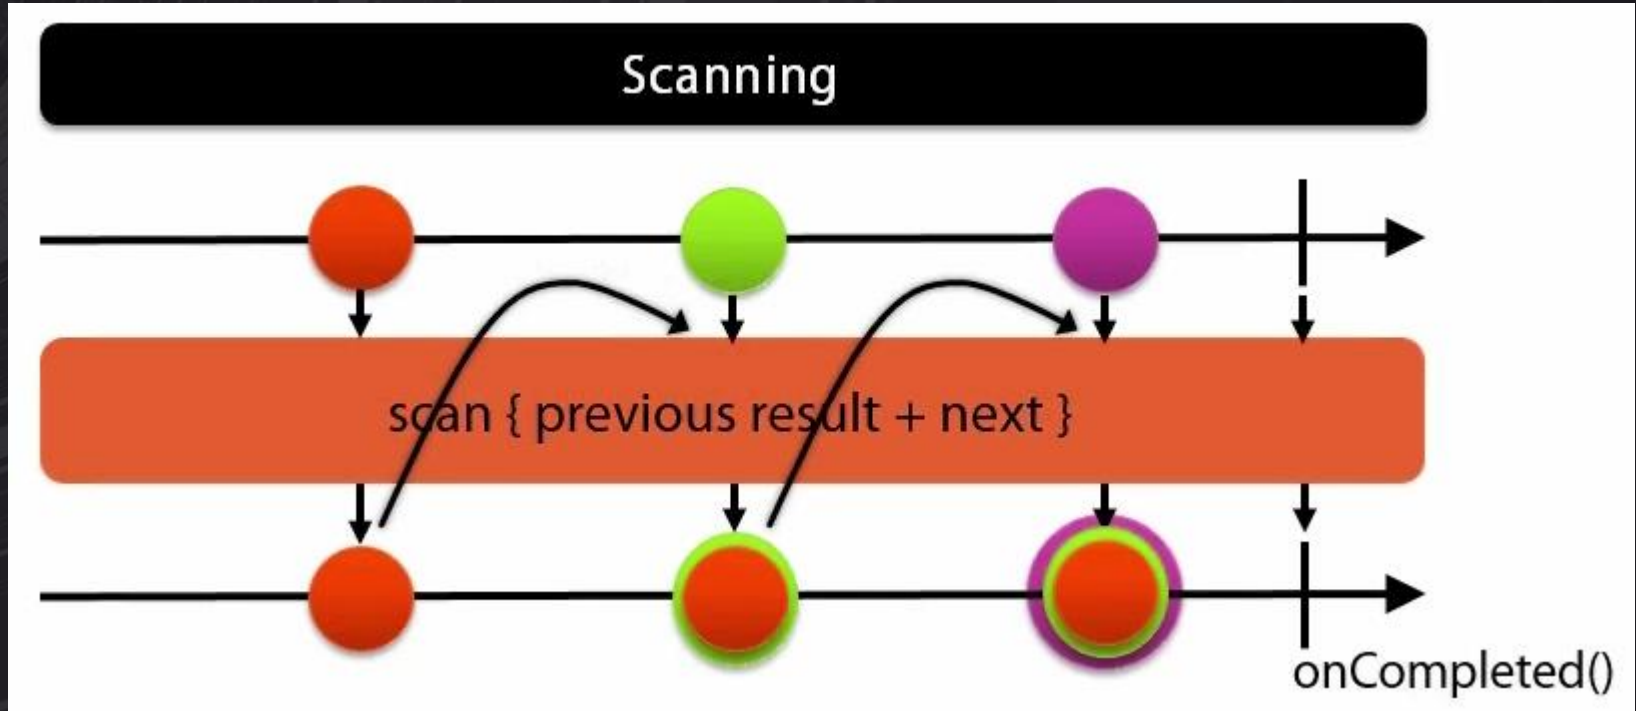 Scanning
scan { previous result + next }
onCompleted()